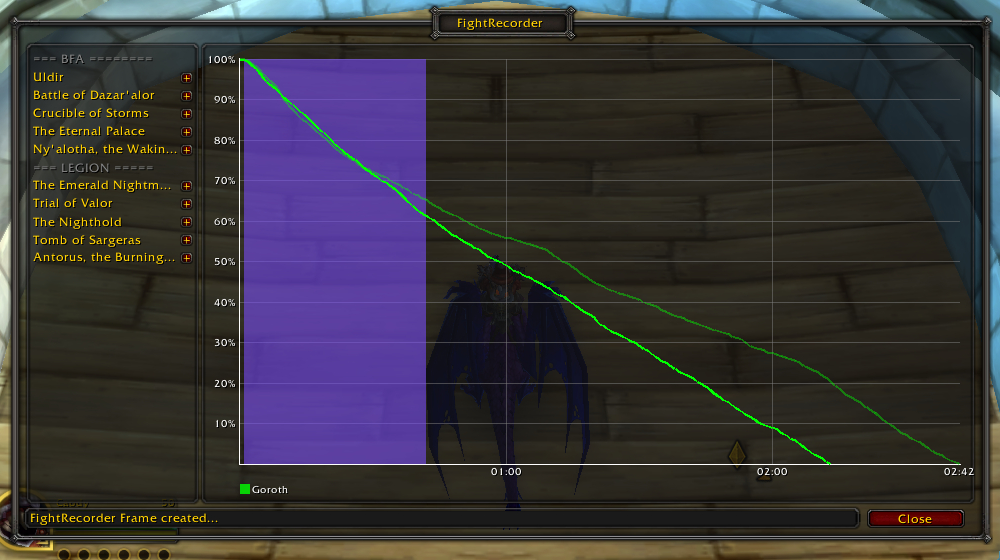 FightRecorder
=== BFA ========
Uldir
Battle of Dazar'alor
Crucible of Storms
The Eternal Palace
Ny'alotha, the Wakin...
=== LEGION =====
The Emerald Nightm...
Trial of Valor
The Nighthold
Tomb of Sargeras
Antorus, the Burning...
100%
90%
80%
70%
60%
50%
40%
30%
20%
10%
01:00
02:00
02:42
Goroth
FightRecorder Frame created...
Close